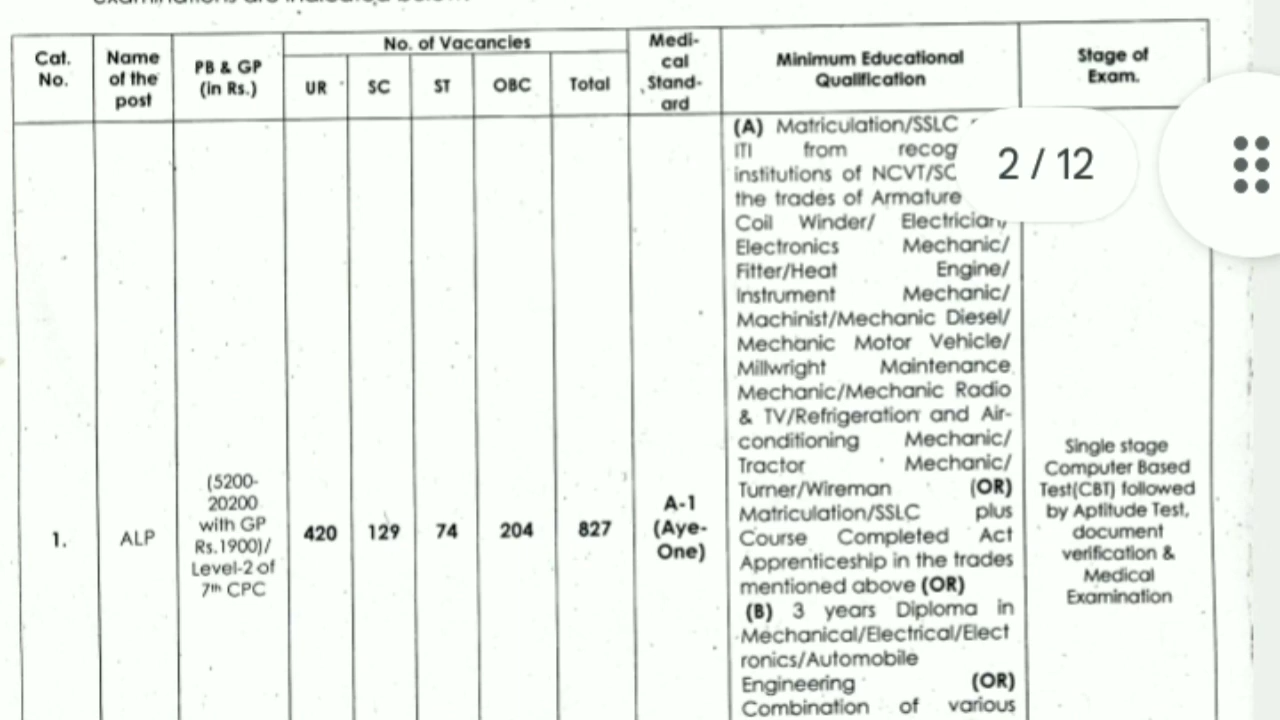 Cat. No.
Name of the post
PB & GP (in Rs.)
No. of Vacancies
UR
SC
ST
OBC
Total
Medi-
cal
Stand-
ard
Minimum Educational
Qualification
Stage of
Exam.
1.
ALP
(5200-
20200
with GP
Rs.1900)/
Level-2 of
7th CPC
420
129
74
204
827
A-1
(Aye-
One)
(A) Matriculation/SSLC
ITI from recog
institutions of NCVT/SC
the trades of Armature
Coil Winder/ Electrician/
Electronics Mechanic/
Fitter/Heat Engine/
Instrument Mechanic/
Machinist/Mechanic Diesel/
Mechanic Motor Vehicle/
Millwright Maintenance
Mechanic/Mechanic Radio
& TV/Refrigeration and Air-
conditioning Mechanic/
Tractor Mechanic/
Turner/Wireman (OR)
Matriculation/SSLC plus
Course Completed Act
Apprenticeship in the trades
mentioned above (OR)
(B) 3 years Diploma in
Mechanical/Electrical/Elect
ronics/Automobile
Engineering (OR)
Combination of various
Single stage
Computer Based
Test(CBT) followed
by Aptitude Test,
document
verification &
Medical
Examination
2 / 12